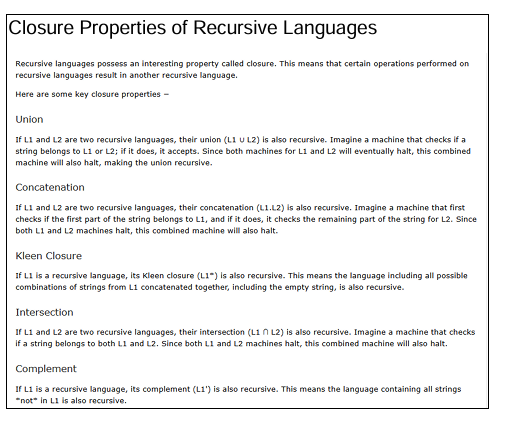 Closure Properties of Recursive Languages
Recursive languages possess an interesting property called closure. This means that certain operations performed on
recursive languages result in another recursive language.
Here are some key closure properties −
Union
If L1 and L2 are two recursive languages, their union (L1 ∪ L2) is also recursive. Imagine a machine that checks if a
string belongs to L1 or L2; if it does, it accepts. Since both machines for L1 and L2 will eventually halt, this combined
machine will also halt, making the union recursive.
Concatenation
If L1 and L2 are two recursive languages, their concatenation (L1.L2) is also recursive. Imagine a machine that first
checks if the first part of the string belongs to L1, and if it does, it checks the remaining part of the string for L2. Since
both L1 and L2 machines halt, this combined machine will also halt.
Kleen Closure
If L1 is a recursive language, its Kleen closure (L1*) is also recursive. This means the language including all possible
combinations of strings from L1 concatenated together, including the empty string, is also recursive.
Intersection
If L1 and L2 are two recursive languages, their intersection (L1 ∩ L2) is also recursive. Imagine a machine that checks
if a string belongs to both L1 and L2. Since both L1 and L2 machines halt, this combined machine will also halt.
Complement
If L1 is a recursive language, its complement (L1') is also recursive. This means the language containing all strings
*not* in L1 is also recursive.